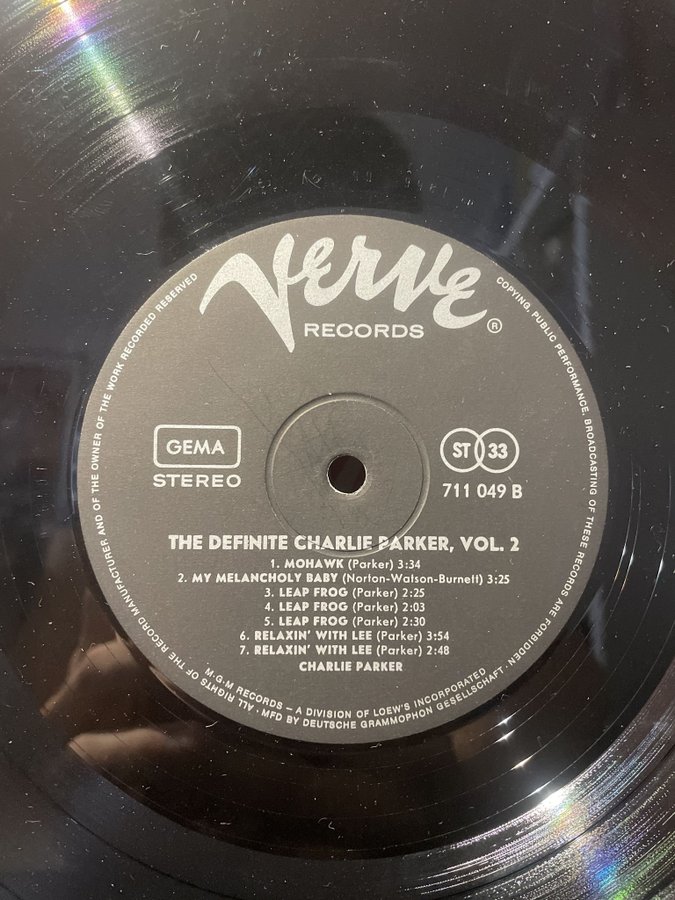 Verve
RECORDS ®
GEMA
STEREO
ST 33
711 049 B
THE DEFINITE CHARLIE PARKER, VOL. 2
1. MOHAWK (Parker) 3:34
2. MY MELANCHOLY BABY (Norton-Watson-Burnett) 3:25
3. LEAP FROG (Parker) 2:25
4. LEAP FROG (Parker) 2:03
5. LEAP FROG (Parker) 2:30
6. RELAXIN' WITH LEE (Parker) 3:54
7. RELAXIN' WITH LEE (Parker) 2:48
CHARLIE PARKER
M·G·M RECORDS – A DIVISION OF LOEW'S INCORPORATED
ALL RIGHTS OF THE RECORD MANUFACTURER AND OF THE OWNER OF THE WORK RECORDED RESERVED
COPYING, PUBLIC PERFORMANCE, BROADCASTING OF THESE RECORDS ARE FORBIDDEN · MFD BY DEUTSCHE GRAMMOPHON GESELLSCHAFT ·